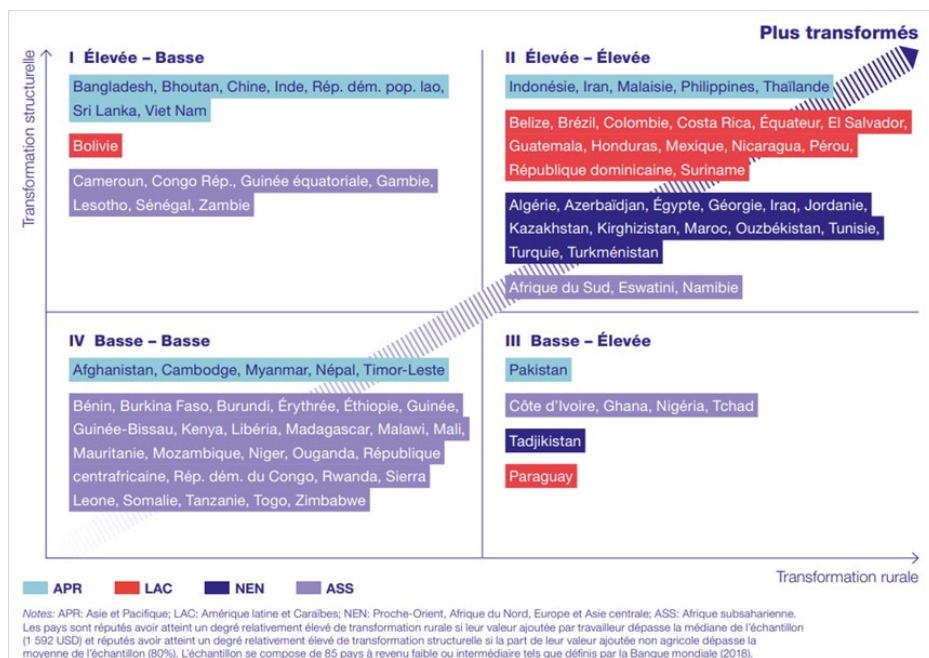 Plus transformés
Transformation structurelle
I Élevée – Basse
Bangladesh, Bhoutan, Chine, Inde, Rép. dém. pop. lao,
Sri Lanka, Viet Nam
Bolivie
Cameroun, Congo Rép., Guinée équatoriale, Gambie,
Lesotho, Sénégal, Zambie
II Élevée – Élevée
Indonésie, Iran, Malaisie, Philippines, Thaïlande
Belize, Brézil, Colombie, Costa Rica, Équateur, El Salvador,
Guatemala, Honduras, Mexique, Nicaragua, Pérou,
République dominicaine, Suriname
Algérie, Azerbaïdjan, Égypte, Géorgie, Iraq, Jordanie,
Kazakhstan, Kirghizistan, Maroc, Ouzbékistan, Tunisie,
Turquie, Turkménistan
Afrique du Sud, Eswatini, Namibie
IV Basse – Basse
Afghanistan, Cambodge, Myanmar, Népal, Timor-Leste
Bénin, Burkina Faso, Burundi, Érythrée, Éthiopie, Guinée,
Guinée-Bissau, Kenya, Libéria, Madagascar, Malawi, Mali,
Mauritanie, Mozambique, Niger, Ouganda, République
centrafricaine, Rép. dém. du Congo, Rwanda, Sierra
Leone, Somalie, Tanzanie, Togo, Zimbabwe
III Basse – Élevée
Pakistan
Côte d'Ivoire, Ghana, Nigéria, Tchad
Tadjikistan
Paraguay
Transformation rurale
APR LAC NEN ASS
Notes: APR: Asie et Pacifique; LAC: Amérique latine et Caraïbes; NEN: Proche-Orient, Afrique du Nord, Europe et Asie centrale; ASS: Afrique subsaharienne.
Les pays sont réputés avoir atteint un degré relativement élevé de transformation rurale si leur valeur ajoutée par travailleur dépasse la médiane de l'échantillon
(1 592 USD) et réputés avoir atteint un degré relativement élevé de transformation structurelle si la part de leur valeur ajoutée non agricole dépasse la
moyenne de l'échantillon (80%). L'échantillon se compose de 85 pays à revenu faible ou intermédiaire tels que définis par la Banque mondiale (2018).